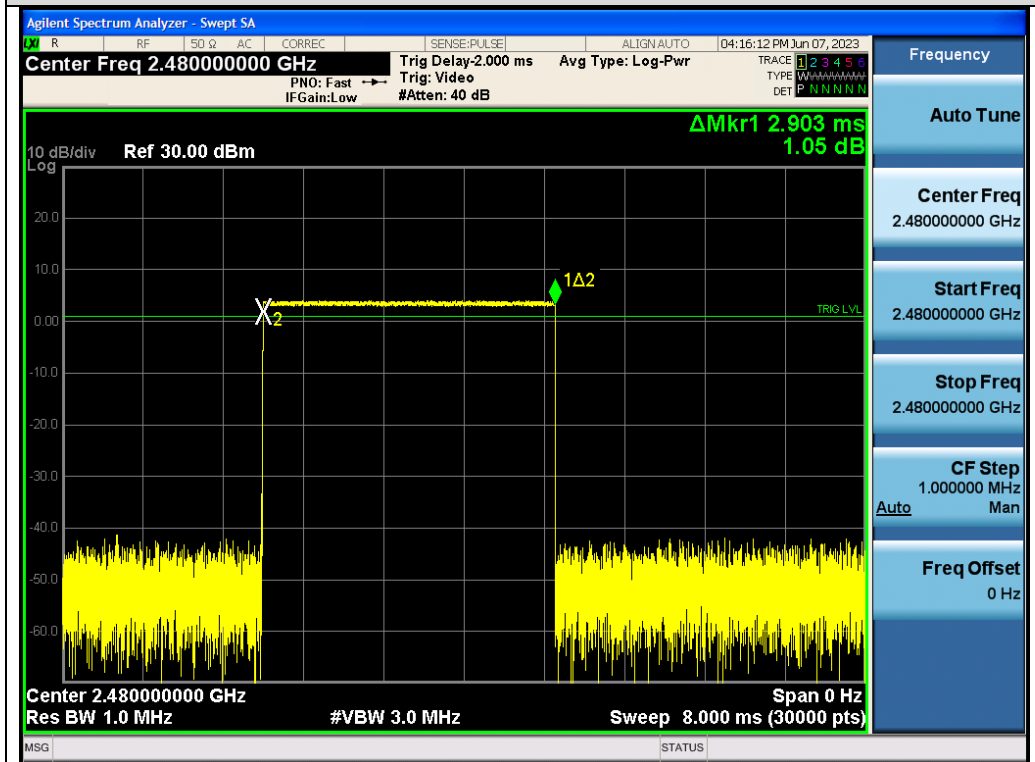 Agilent Spectrum Analyzer - Swept SA
LXI R RF 50 Ω AC CORREC SENSE:PULSE ALIGN AUTO 04:16:12 PM Jun 07, 2023
Center Freq 2.480000000 GHz
PNO: Fast
IFGain:Low
Trig Delay-2.000 ms
Trig: Video
#Atten: 40 dB
Avg Type: Log-Pwr
TRACE 1 2 3 4 5 6
TYPE WWWWWW
DET P N N N N N
ΔMkr1 2.903 ms
1.05 dB
10 dB/div Ref 30.00 dBm
Log
20.0
10.0
0.00
-10.0
-20.0
-30.0
-40.0
-50.0
-60.0
1Δ2
X2
TRIG LVL
Center 2.480000000 GHz Span 0 Hz
Res BW 1.0 MHz #VBW 3.0 MHz Sweep 8.000 ms (30000 pts)
MSG STATUS
Frequency
Auto Tune
Center Freq
2.480000000 GHz
Start Freq
2.480000000 GHz
Stop Freq
2.480000000 GHz
CF Step
1.000000 MHz
Auto Man
Freq Offset
0 Hz